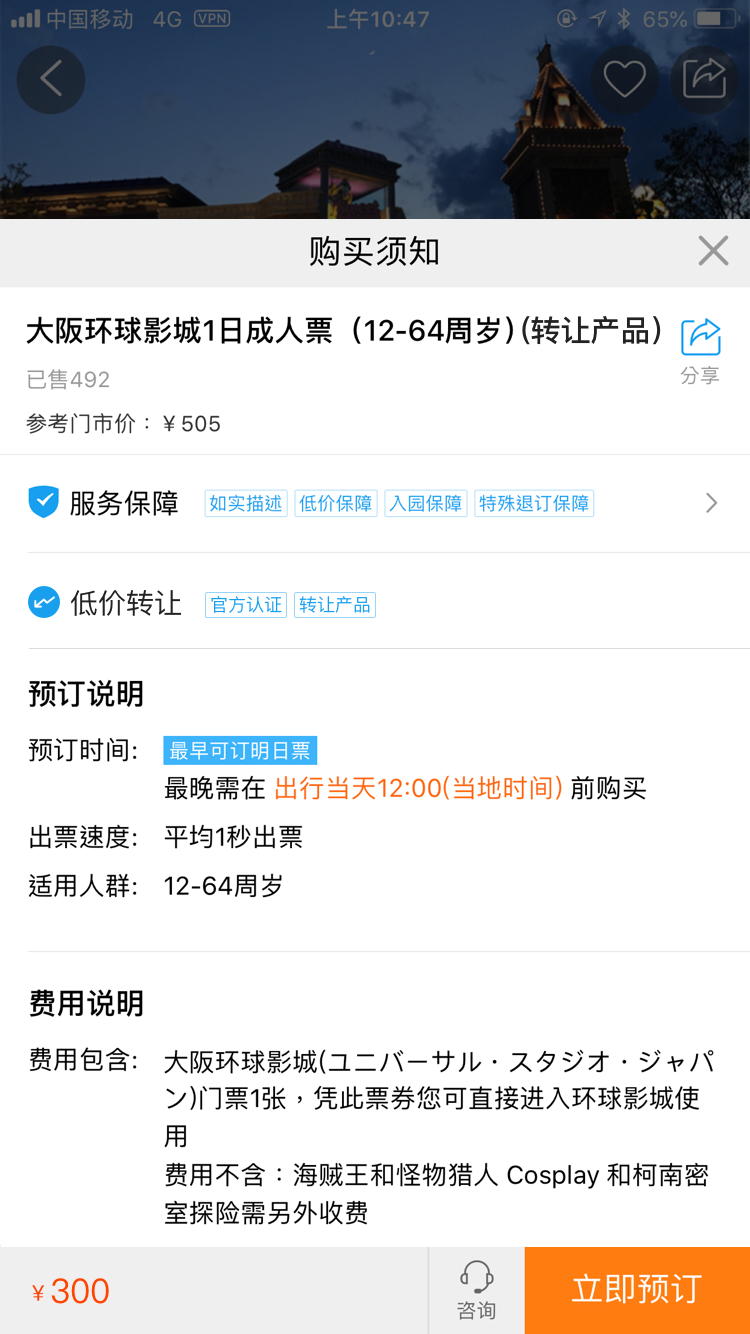 中国移动 4G VPN 上午10:47 65%
购买须知
大阪环球影城1日成人票（12-64周岁）(转让产品）
分享
已售492
参考门市价：¥505
服务保障 如实描述 低价保障 入园保障 特殊退订保障
低价转让 官方认证 转让产品
预订说明
预订时间: 最早可订明日票
最晚需在 出行当天12:00(当地时间) 前购买
出票速度: 平均1秒出票
适用人群: 12-64周岁
费用说明
费用包含: 大阪环球影城(ユニバーサル・スタジオ・ジャパ
ン)门票1张，凭此票券您可直接进入环球影城使
用
费用不含：海贼王和怪物猎人 Cosplay 和柯南密
室探险需另外收费
¥300
咨询
立即预订